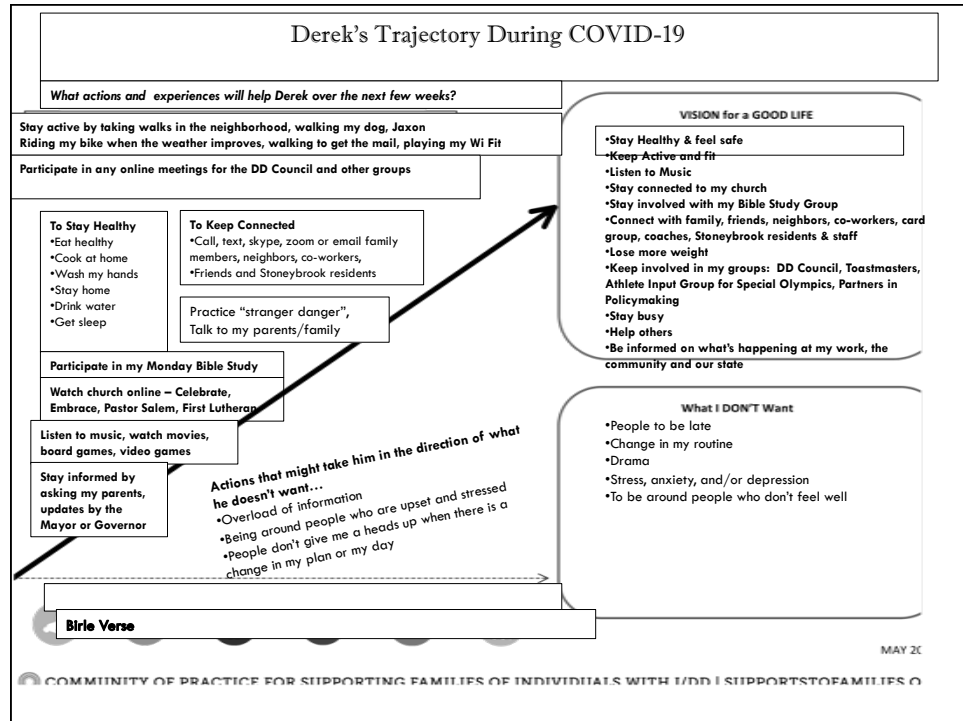 Derek's Trajectory During COVID-19
What actions and  experiences will help Derek over the next few weeks?
Stay active by taking walks in the neighborhood, walking my dog, Jaxon
Riding my bike when the weather improves, walking to get the mail, playing my Wi Fit
Participate in any online meetings for the DD Council and other groups
To Stay Healthy
•Eat healthy
•Cook at home
•Wash my hands
•Stay home
•Drink water
•Get sleep
To Keep Connected
•Call, text, skype, zoom or email family
members, neighbors, co-workers,
•Friends and Stoneybrook residents
Practice “stranger danger”,
Talk to my parents/family
Participate in my Monday Bible Study
Watch church online – Celebrate,
Embrace, Pastor Salem, First Lutheran
Listen to music, watch movies,
board games, video games
Stay informed by
asking my parents,
updates by the
Mayor or Governor
Actions that might take him in the direction of what
he doesn't want…
•Overload of information
•Being around people who are upset and stressed
•People don't give me a heads up when there is a
change in my plan or my day
VISION for a GOOD LIFE
•Stay Healthy & feel safe
•Keep Active and fit
•Listen to Music
•Stay connected to my church
•Stay involved with my Bible Study Group
•Connect with family, friends, neighbors, co-workers, card
group, coaches, Stoneybrook residents & staff
•Lose more weight
•Keep involved in my groups:  DD Council, Toastmasters,
Athlete Input Group for Special Olympics, Partners in
Policymaking
•Stay busy
•Help others
•Be informed on what's happening at my work, the
community and our state
What I DON'T Want
•People to be late
•Change in my routine
•Drama
•Stress, anxiety, and/or depression
•To be around people who don't feel well
Birle Verse
MAY 20
COMMUNITY OF PRACTICE FOR SUPPORTING FAMILIES OF INDIVIDUALS WITH I/DD | SUPPORTSTOFAMILIES.O